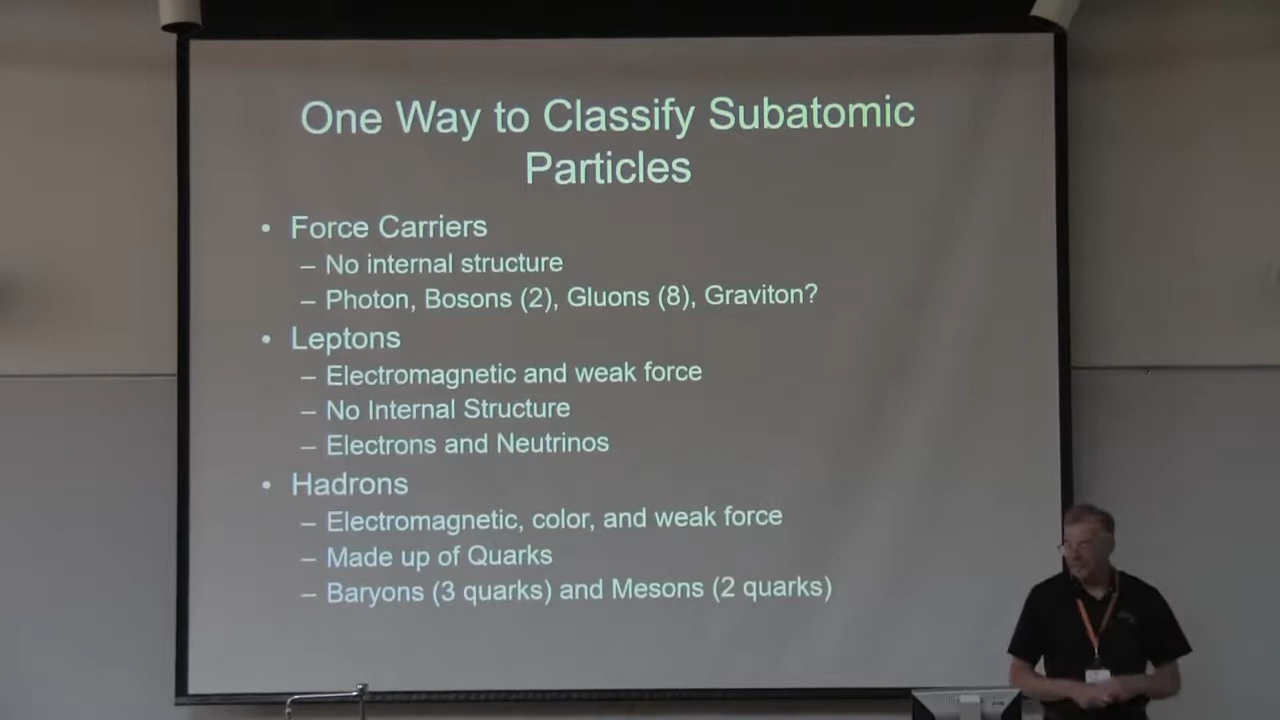 One Way to Classify Subatomic
Particles
• Force Carriers
– No internal structure
– Photon, Bosons (2), Gluons (8), Graviton?
• Leptons
– Electromagnetic and weak force
– No Internal Structure
– Electrons and Neutrinos
• Hadrons
– Electromagnetic, color, and weak force
– Made up of Quarks
– Baryons (3 quarks) and Mesons (2 quarks)